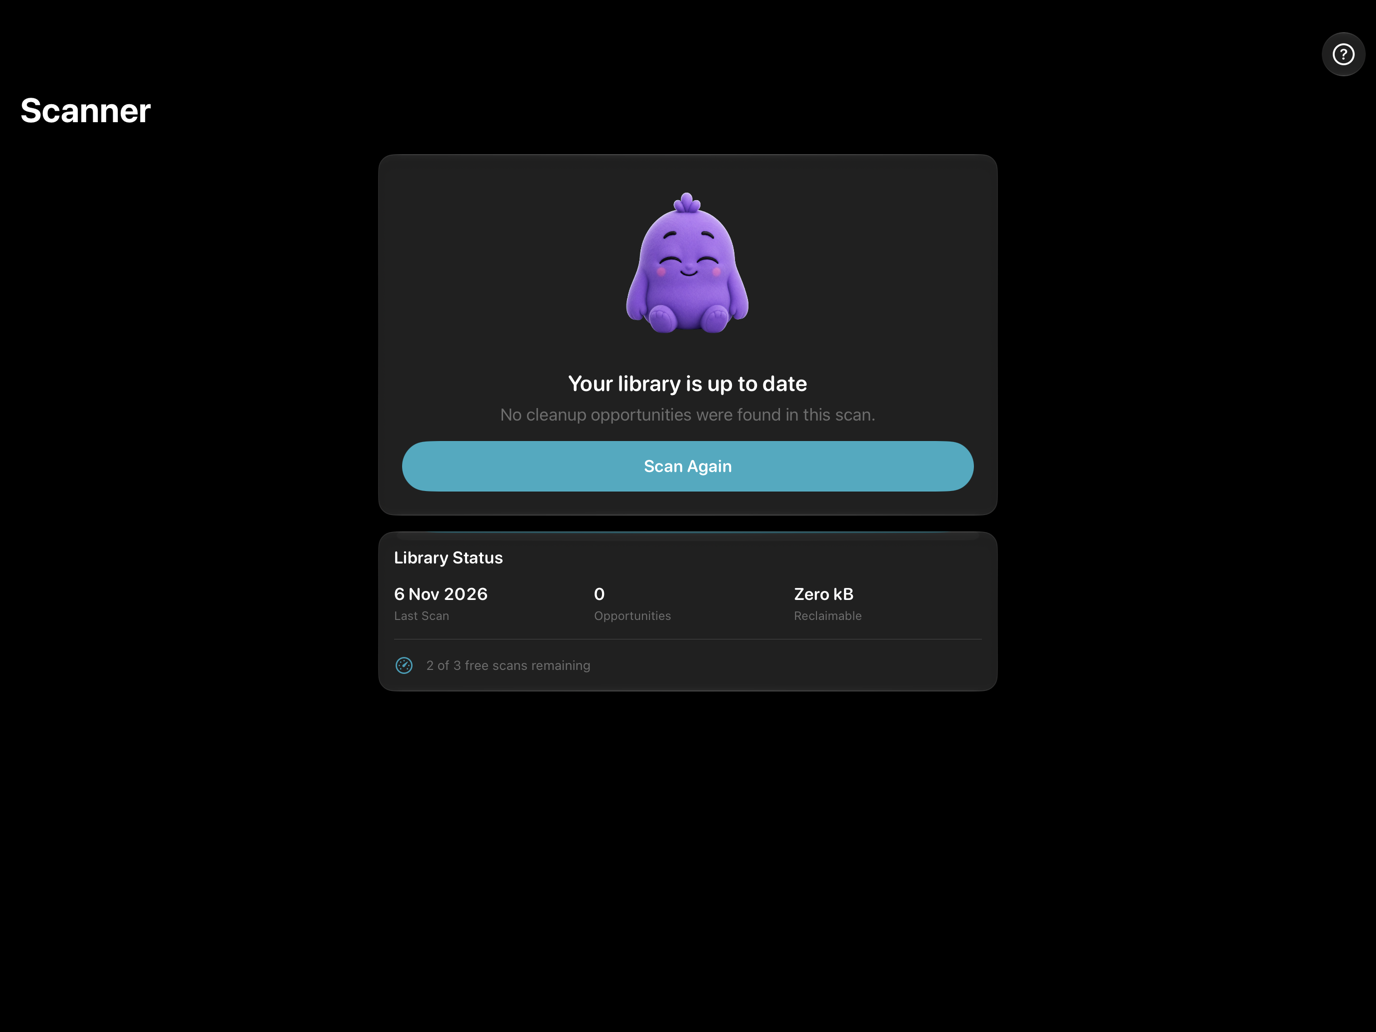 ?
Scanner
Your library is up to date
No cleanup opportunities were found in this scan.
Scan Again
Library Status
6 Nov 2026
0
Zero kB
Last Scan
Opportunities
Reclaimable
2 of 3 free scans remaining